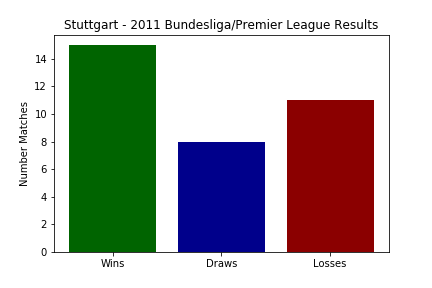 Stuttgart - 2011 Bundesliga/Premier League Results
Number Matches
14
12
10
8
6
4
2
0
Wins Draws Losses